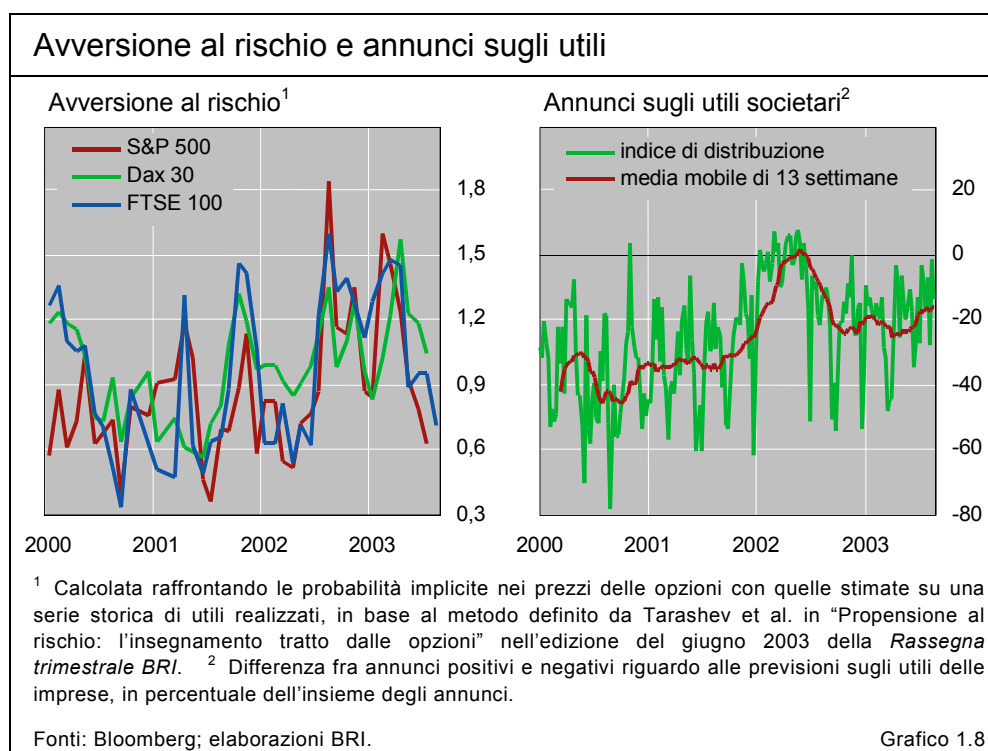 Avversione al rischio e annunci sugli utili
Avversione al rischio¹
S&P 500
Dax 30
FTSE 100
1,8
1,5
1,2
0,9
0,6
0,3
2000 2001 2002 2003
Annunci sugli utili societari²
indice di distribuzione
media mobile di 13 settimane
20
0
-20
-40
-60
-80
2000 2001 2002 2003
¹ Calcolata raffrontando le probabilità implicite nei prezzi delle opzioni con quelle stimate su una
serie storica di utili realizzati, in base al metodo definito da Tarashev et al. in “Propensione al
rischio: l’insegnamento tratto dalle opzioni” nell’edizione del giugno 2003 della Rassegna
trimestrale BRI. ² Differenza fra annunci positivi e negativi riguardo alle previsioni sugli utili delle
imprese, in percentuale dell’insieme degli annunci.
Fonti: Bloomberg; elaborazioni BRI. Grafico 1.8